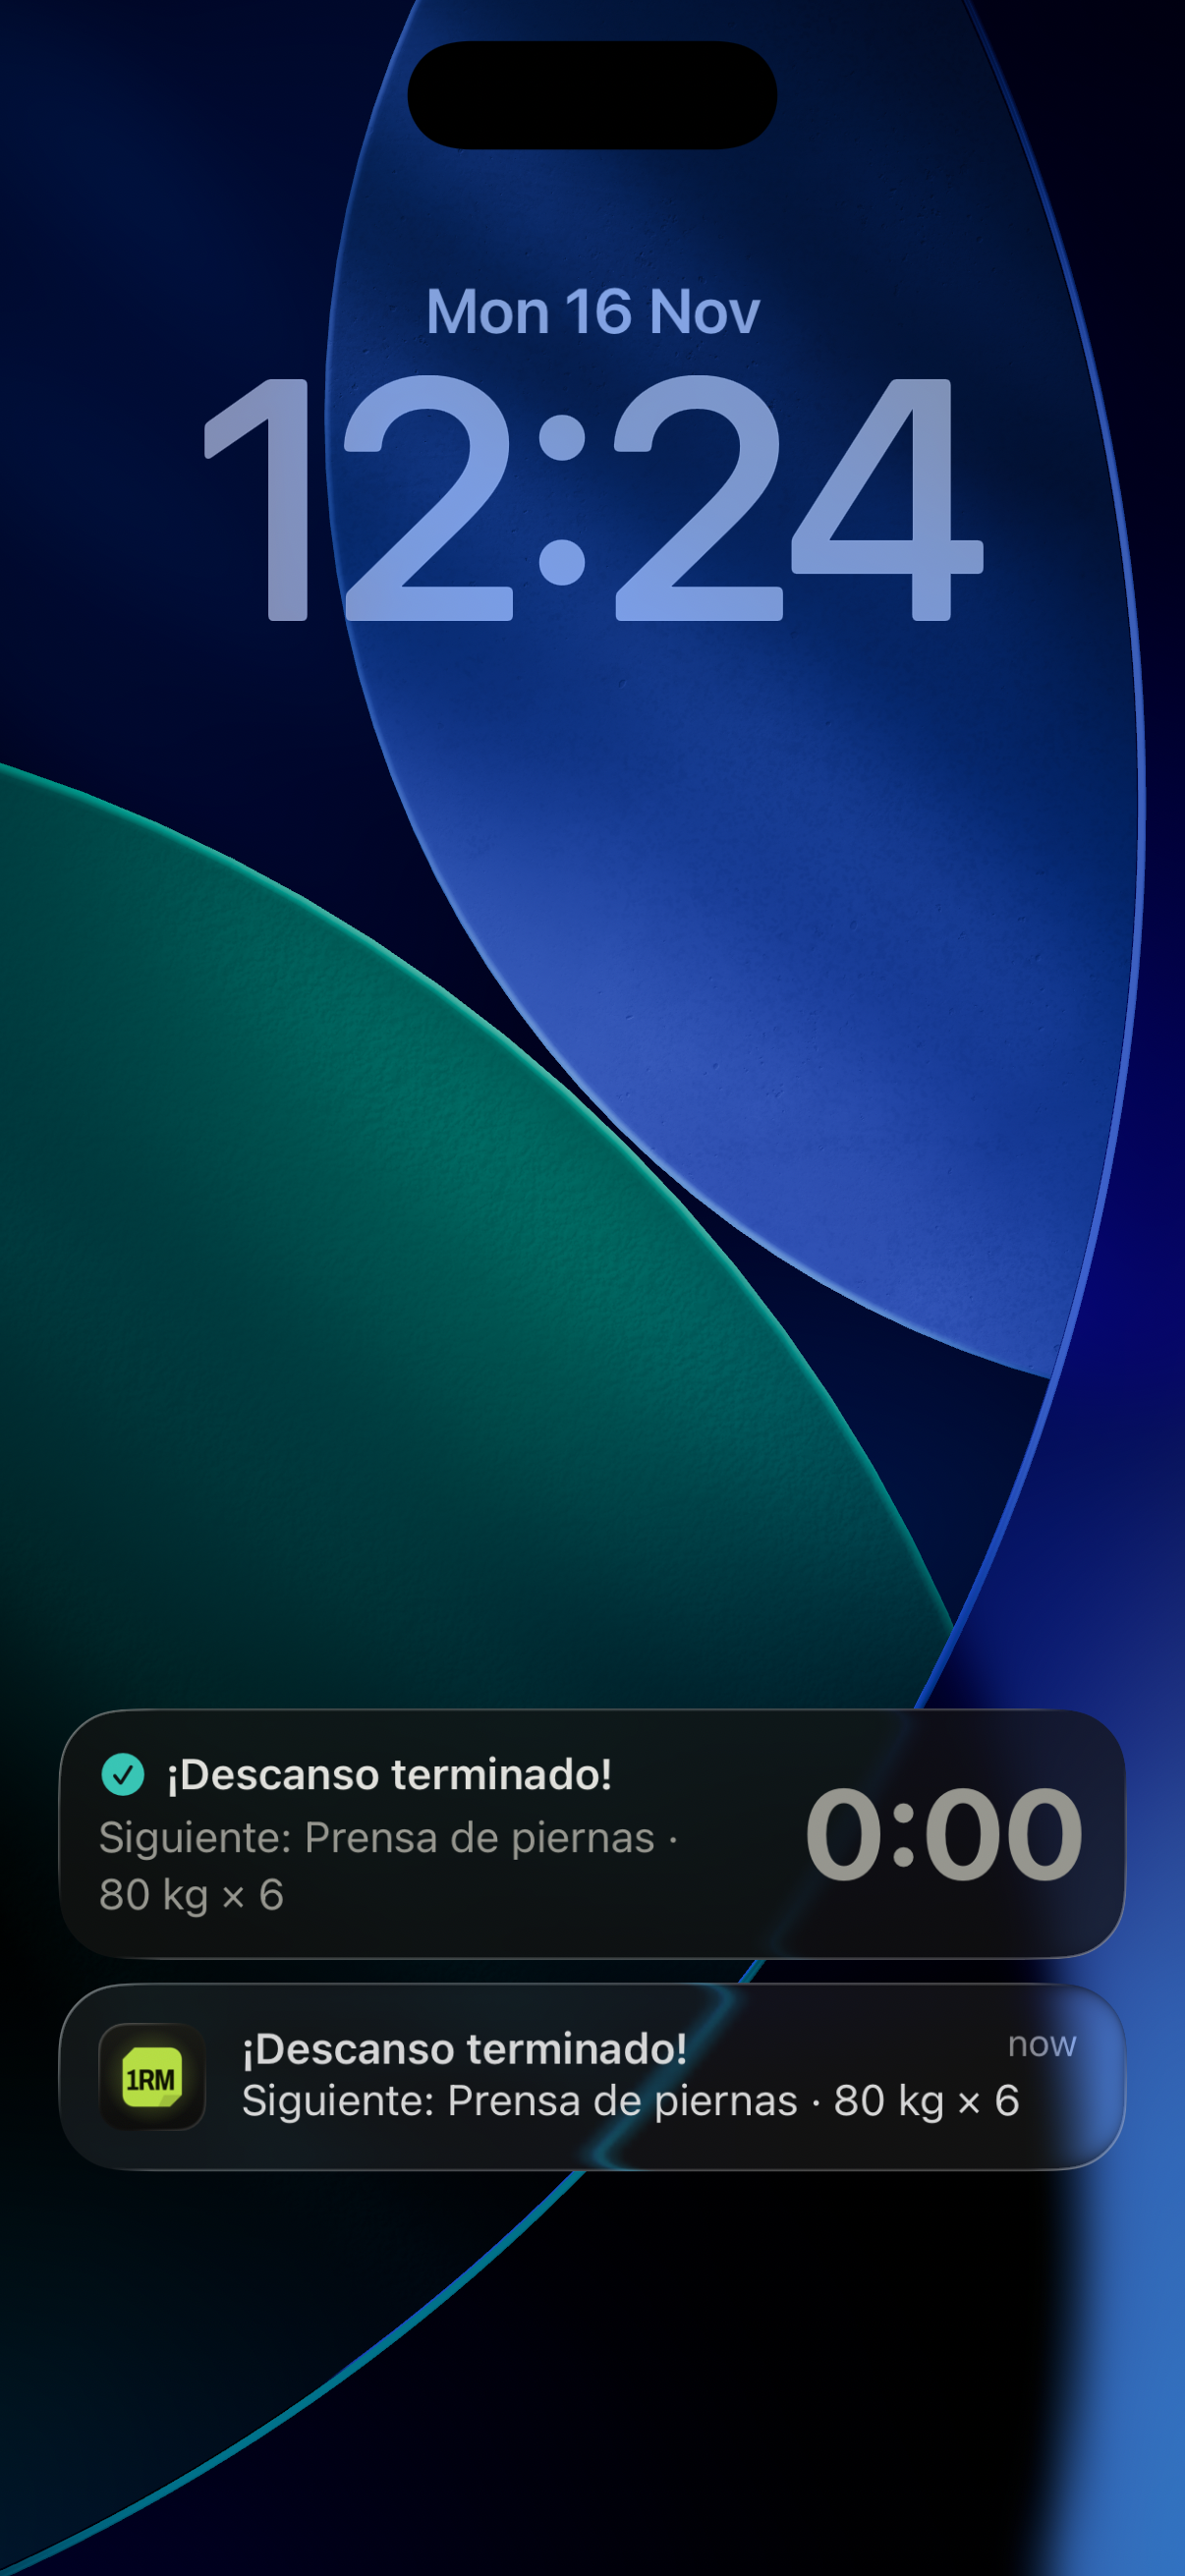 Mon 16 Nov
12:24
¡Descanso terminado!
Siguiente: Prensa de piernas ·
80 kg × 6
0:00
1RM
¡Descanso terminado!
now
Siguiente: Prensa de piernas · 80 kg × 6